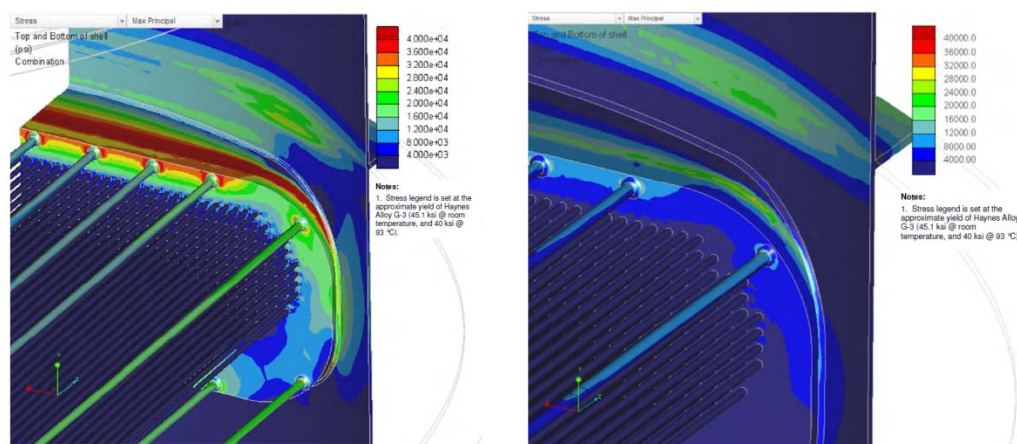 Stress
Max Principal
Top and Bottom of shell
(psi)
Combination
4.000e+04
3.600e+04
3.200e+04
2.800e+04
2.400e+04
2.000e+04
1.600e+04
1.200e+04
8.000e+03
4.000e+03
Notes:
1. Stress legend is set at the
approximate yield of Haynes
Alloy G-3 (45.1 ksi @ room
temperature, and 40 ksi @
93 °C).
Y
Stress
Max Principal
Top and Bottom of shell
Combination
40000.0
36000.0
32000.0
28000.0
24000.0
20000.0
16000.0
12000.0
8000.00
4000.00
Notes:
1. Stress legend is set at the
approximate yield of Haynes Alloy
G-3 (45.1 ksi @ room
temperature, and 40 ksi @ 93 °C).